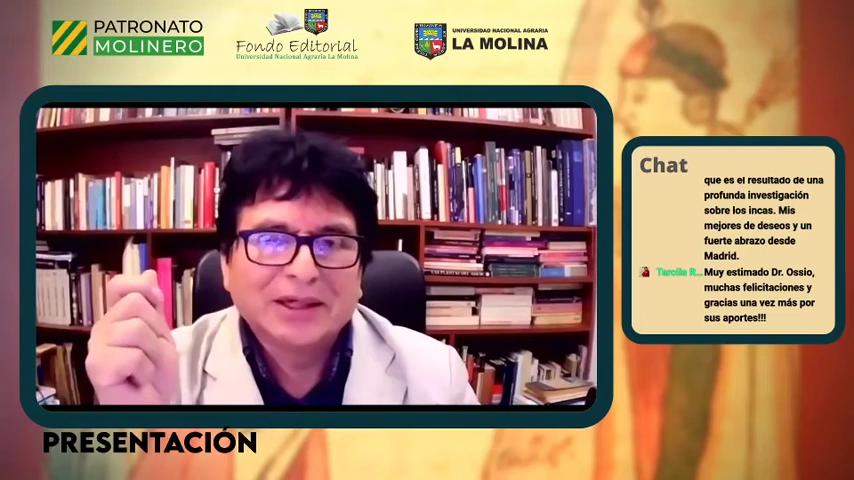 PATRONATO
MOLINERO
Fondo Editorial
Universidad Nacional Agraria La Molina
UNIVERSIDAD NACIONAL AGRARIA
LA MOLINA
Chat
que es el resultado de una
profunda investigación
sobre los incas. Mis
mejores de deseos y un
fuerte abrazo desde
Madrid.
Tarcila R... Muy estimado Dr. Ossio,
muchas felicitaciones y
gracias una vez más por
sus aportes!!!
PRESENTACIÓN